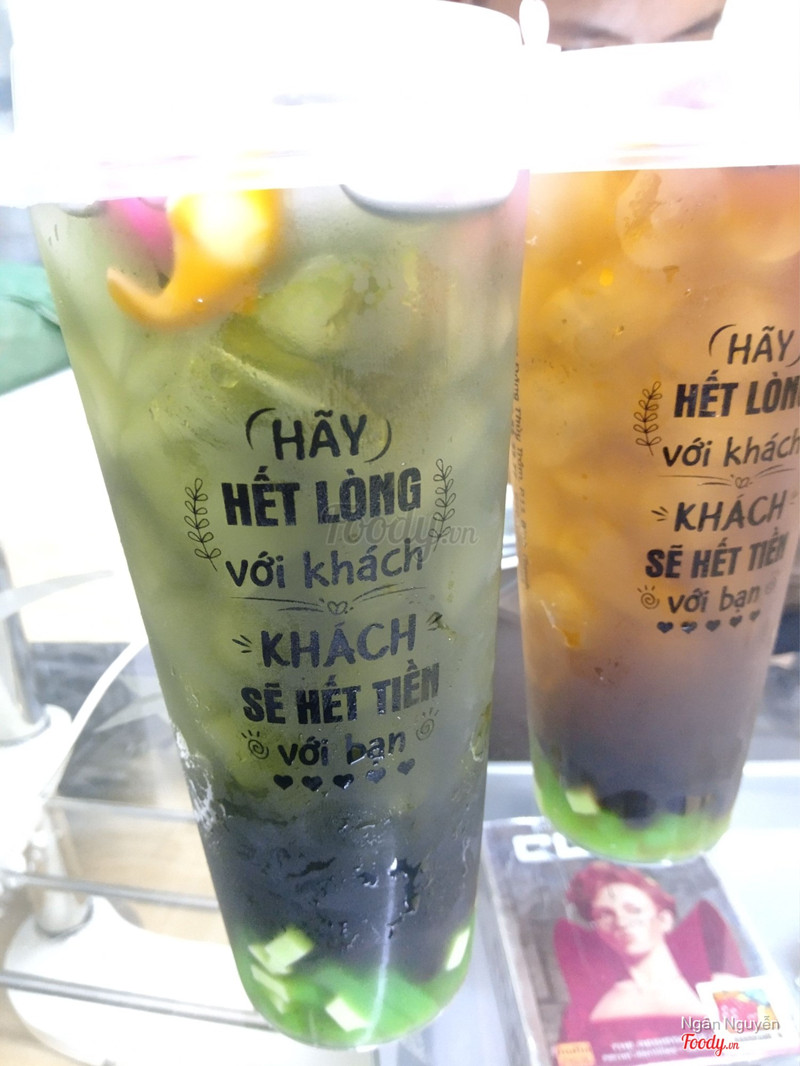 (HÃY)
HẾT LÒNG
với khách
KHÁCH
SẼ HẾT TIỀN
với bạn
(HÃY)
HẾT LÒNG
với khách
KHÁCH
SẼ HẾT TIỀN
với bạn
Foody.vn
Ngân Nguyễn
Foody.vn